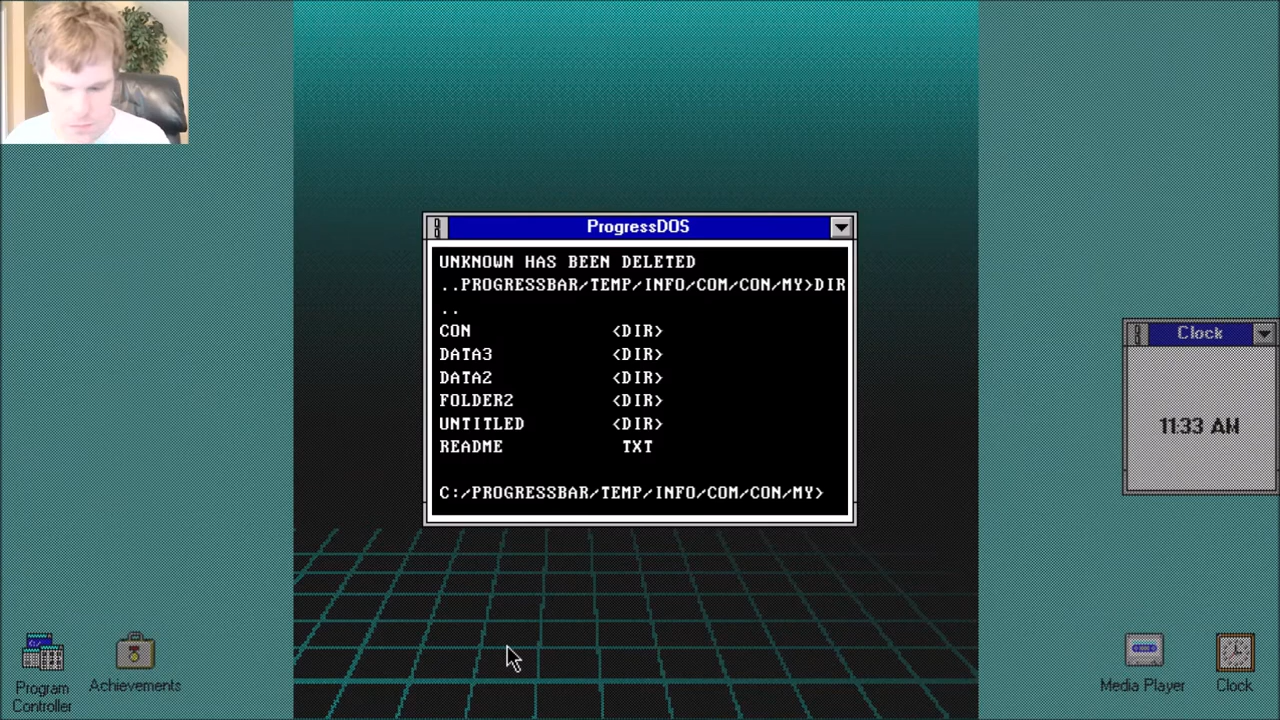 ProgressDOS
UNKNOWN HAS BEEN DELETED
..PROGRESSBAR/TEMP/INFO/COM/CON/MY>DIR
..
CON <DIR>
DATA3 <DIR>
DATA2 <DIR>
FOLDER2 <DIR>
UNTITLED <DIR>
README TXT
C:/PROGRESSBAR/TEMP/INFO/COM/CON/MY>
Clock
11:33 AM
Program
Controller
Achievements
Media Player
Clock